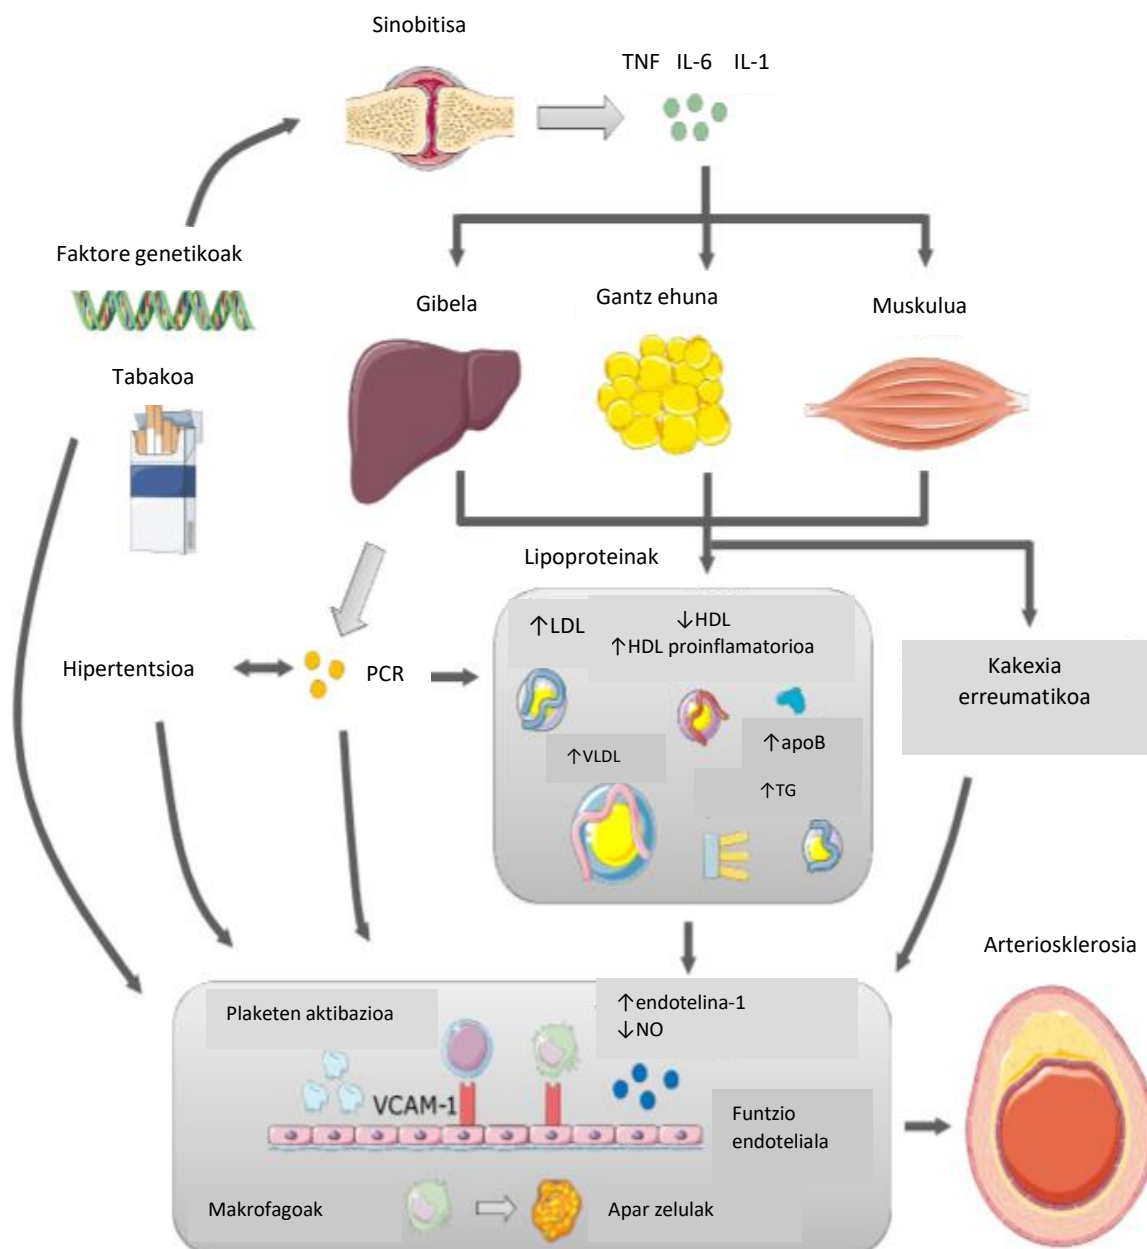 Sinobitisa
TNF IL-6 IL-1
Faktore genetikoak
Gibela
Gantz ehuna
Muskulua
Tabakoa
Lipoproteinak
↑LDL
↓HDL
↑HDL proinflamatorioa
Hipertentsioa
PCR
Kakexia
erreumatikoa
↑VLDL
↑apoB
↑TG
Arteriosklerosia
Plaketen aktibazioa
↑endotelina-1
↓NO
VCAM-1
Funtzio
endoteliala
Makrofagoak
Apar zelulak